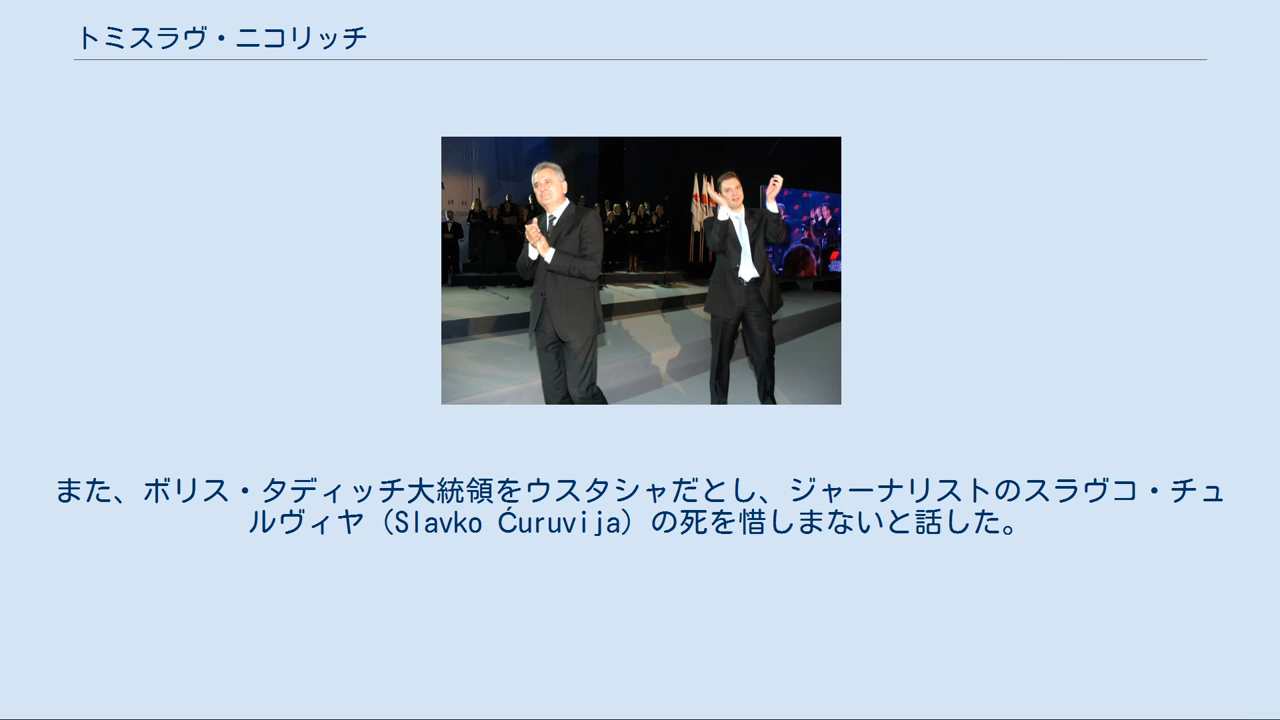 トミスラヴ・ニコリッチ
また、ボリス・タディッチ大統領をウスタシャだとし、ジャーナリストのスラヴコ・チュ
ルヴィヤ（Slavko Ćuruvija）の死を惜しまないと話した。